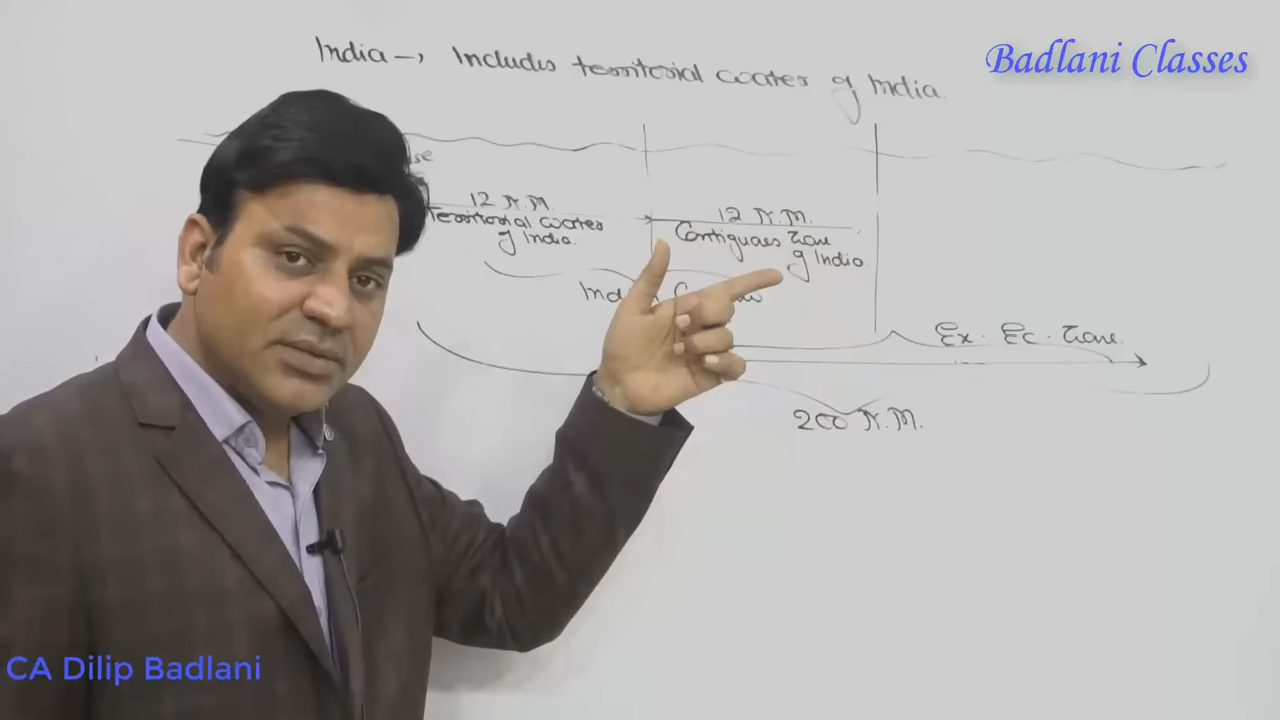 Badlani Classes
India → Includes territorial waters of India.
12 N.M.
Territorial waters
of India.
12 N.M.
Contiguaes Zone
of India
Ex. Ec. Zone
200 N.M.
CA Dilip Badlani